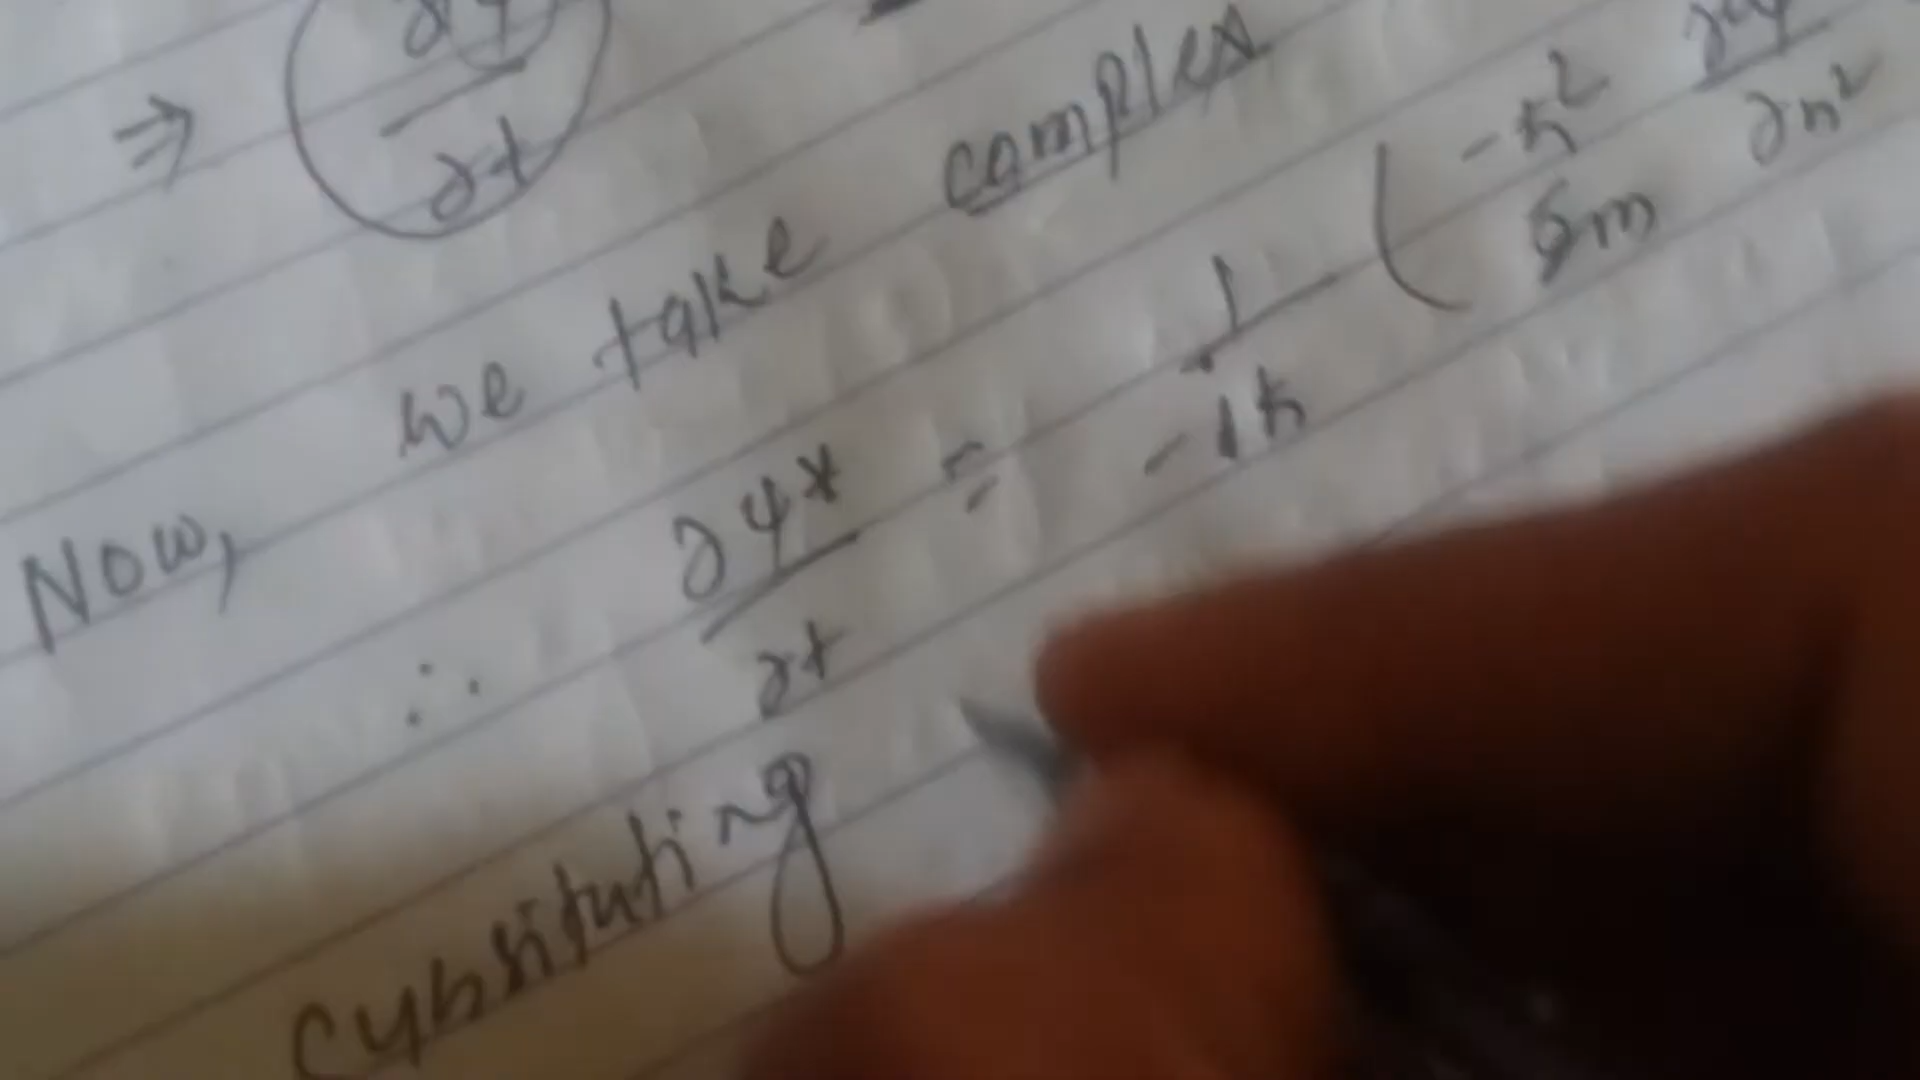 ⇒ ∂ψ/∂t
Now, we take complex
∴ ∂ψ*/∂t = 1/-iħ ( -ħ²/2m ∂²ψ/∂x²
Substituting